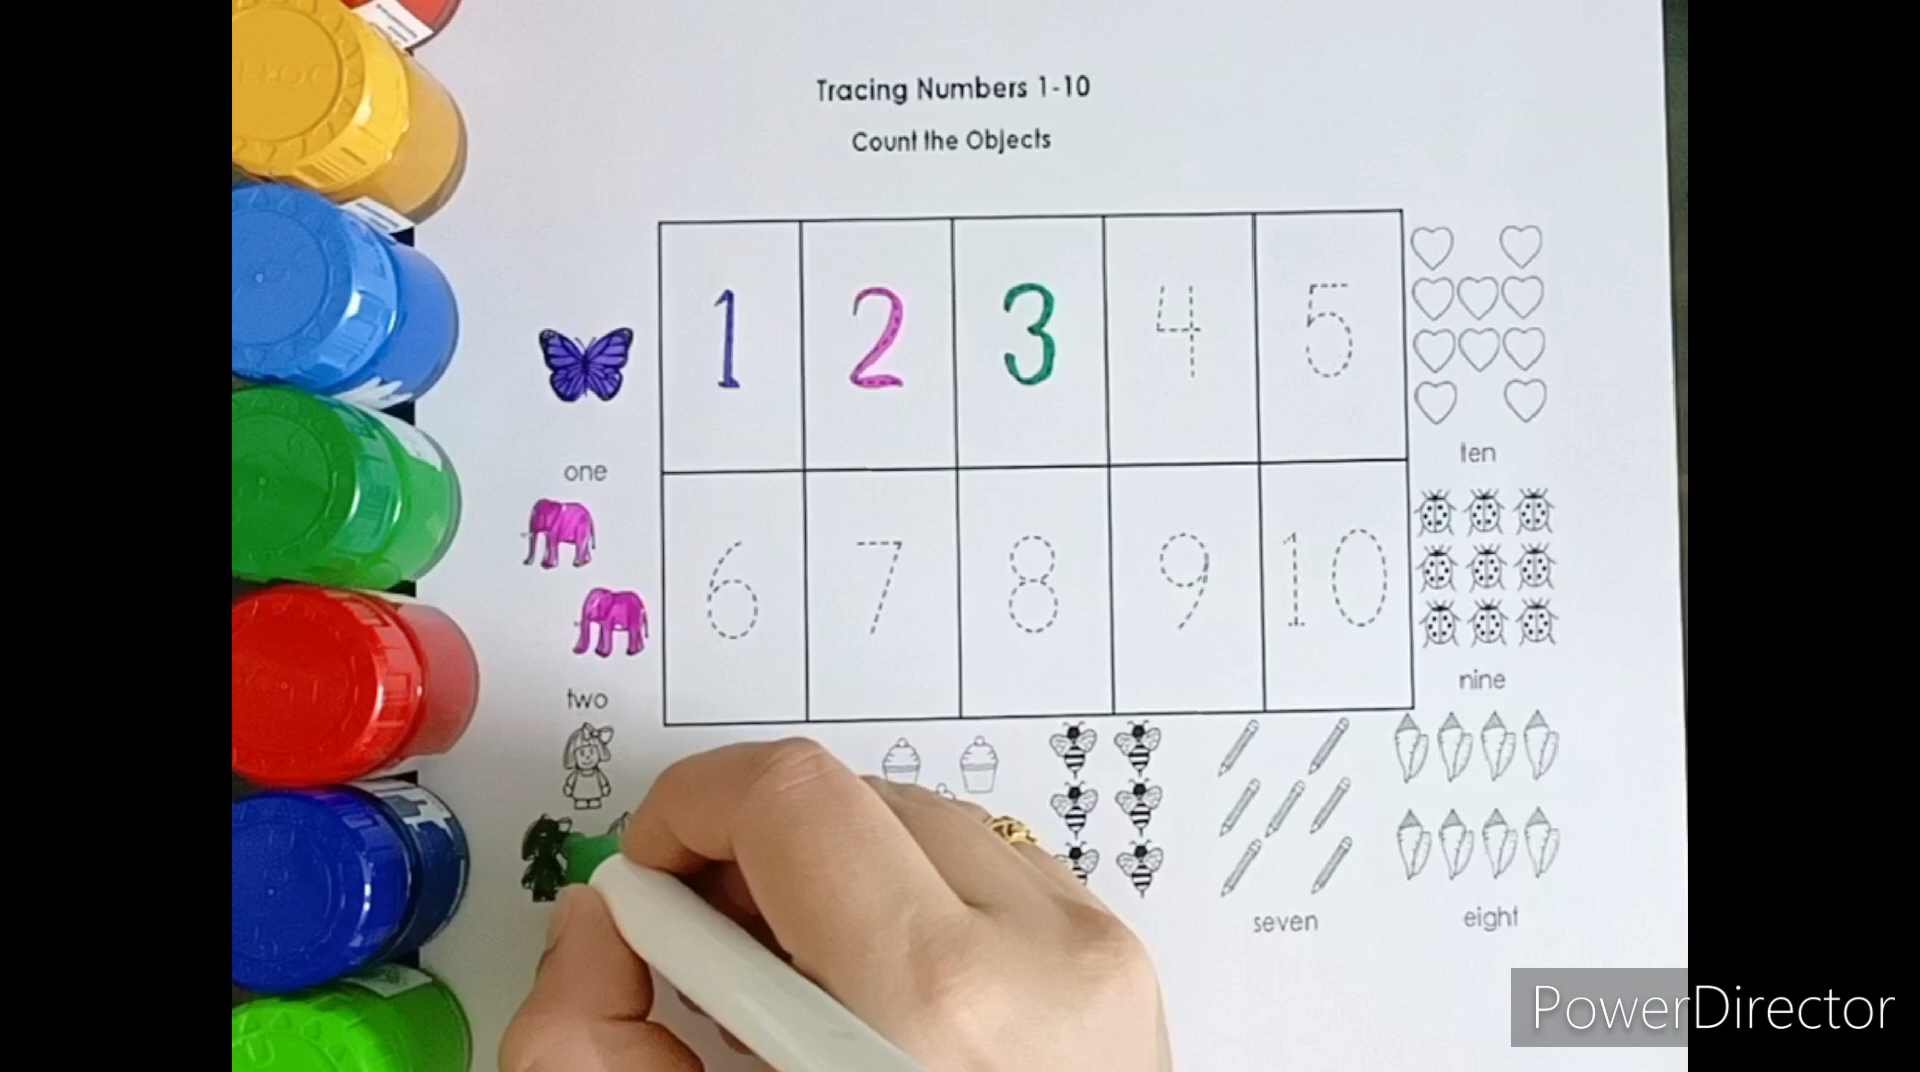 Tracing Numbers 1-10
Count the Objects
1 2 3 4 5
6 7 8 9 10
one
two
ten
nine
seven
eight
PowerDirector